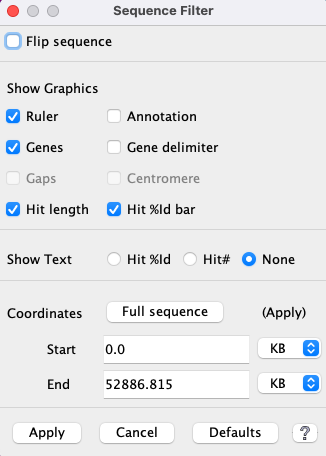 Sequence Filter
Flip sequence
Show Graphics
Ruler Annotation
Genes Gene delimiter
Gaps Centromere
Hit length Hit %Id bar
Show Text Hit %Id Hit# None
Coordinates Full sequence (Apply)
Start 0.0 KB
End 52886.815 KB
Apply Cancel Defaults ?